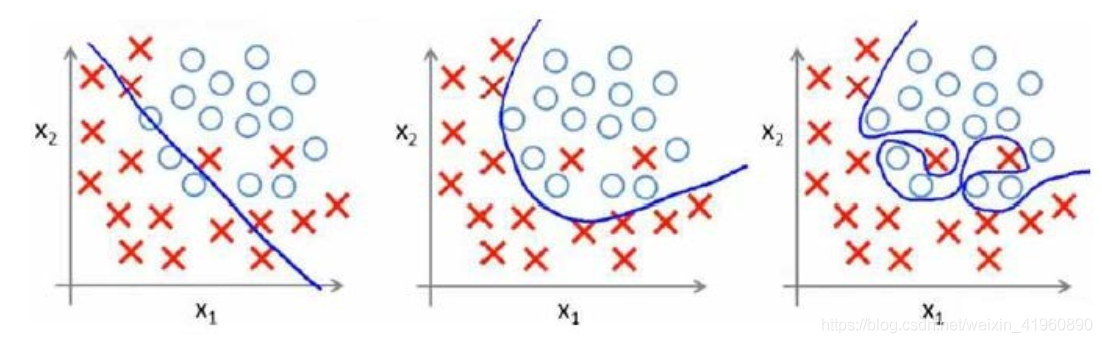 x₂
x₁
x₂
x₁
x₂
x₁
https://blog.csdn.net/weixin_41960890